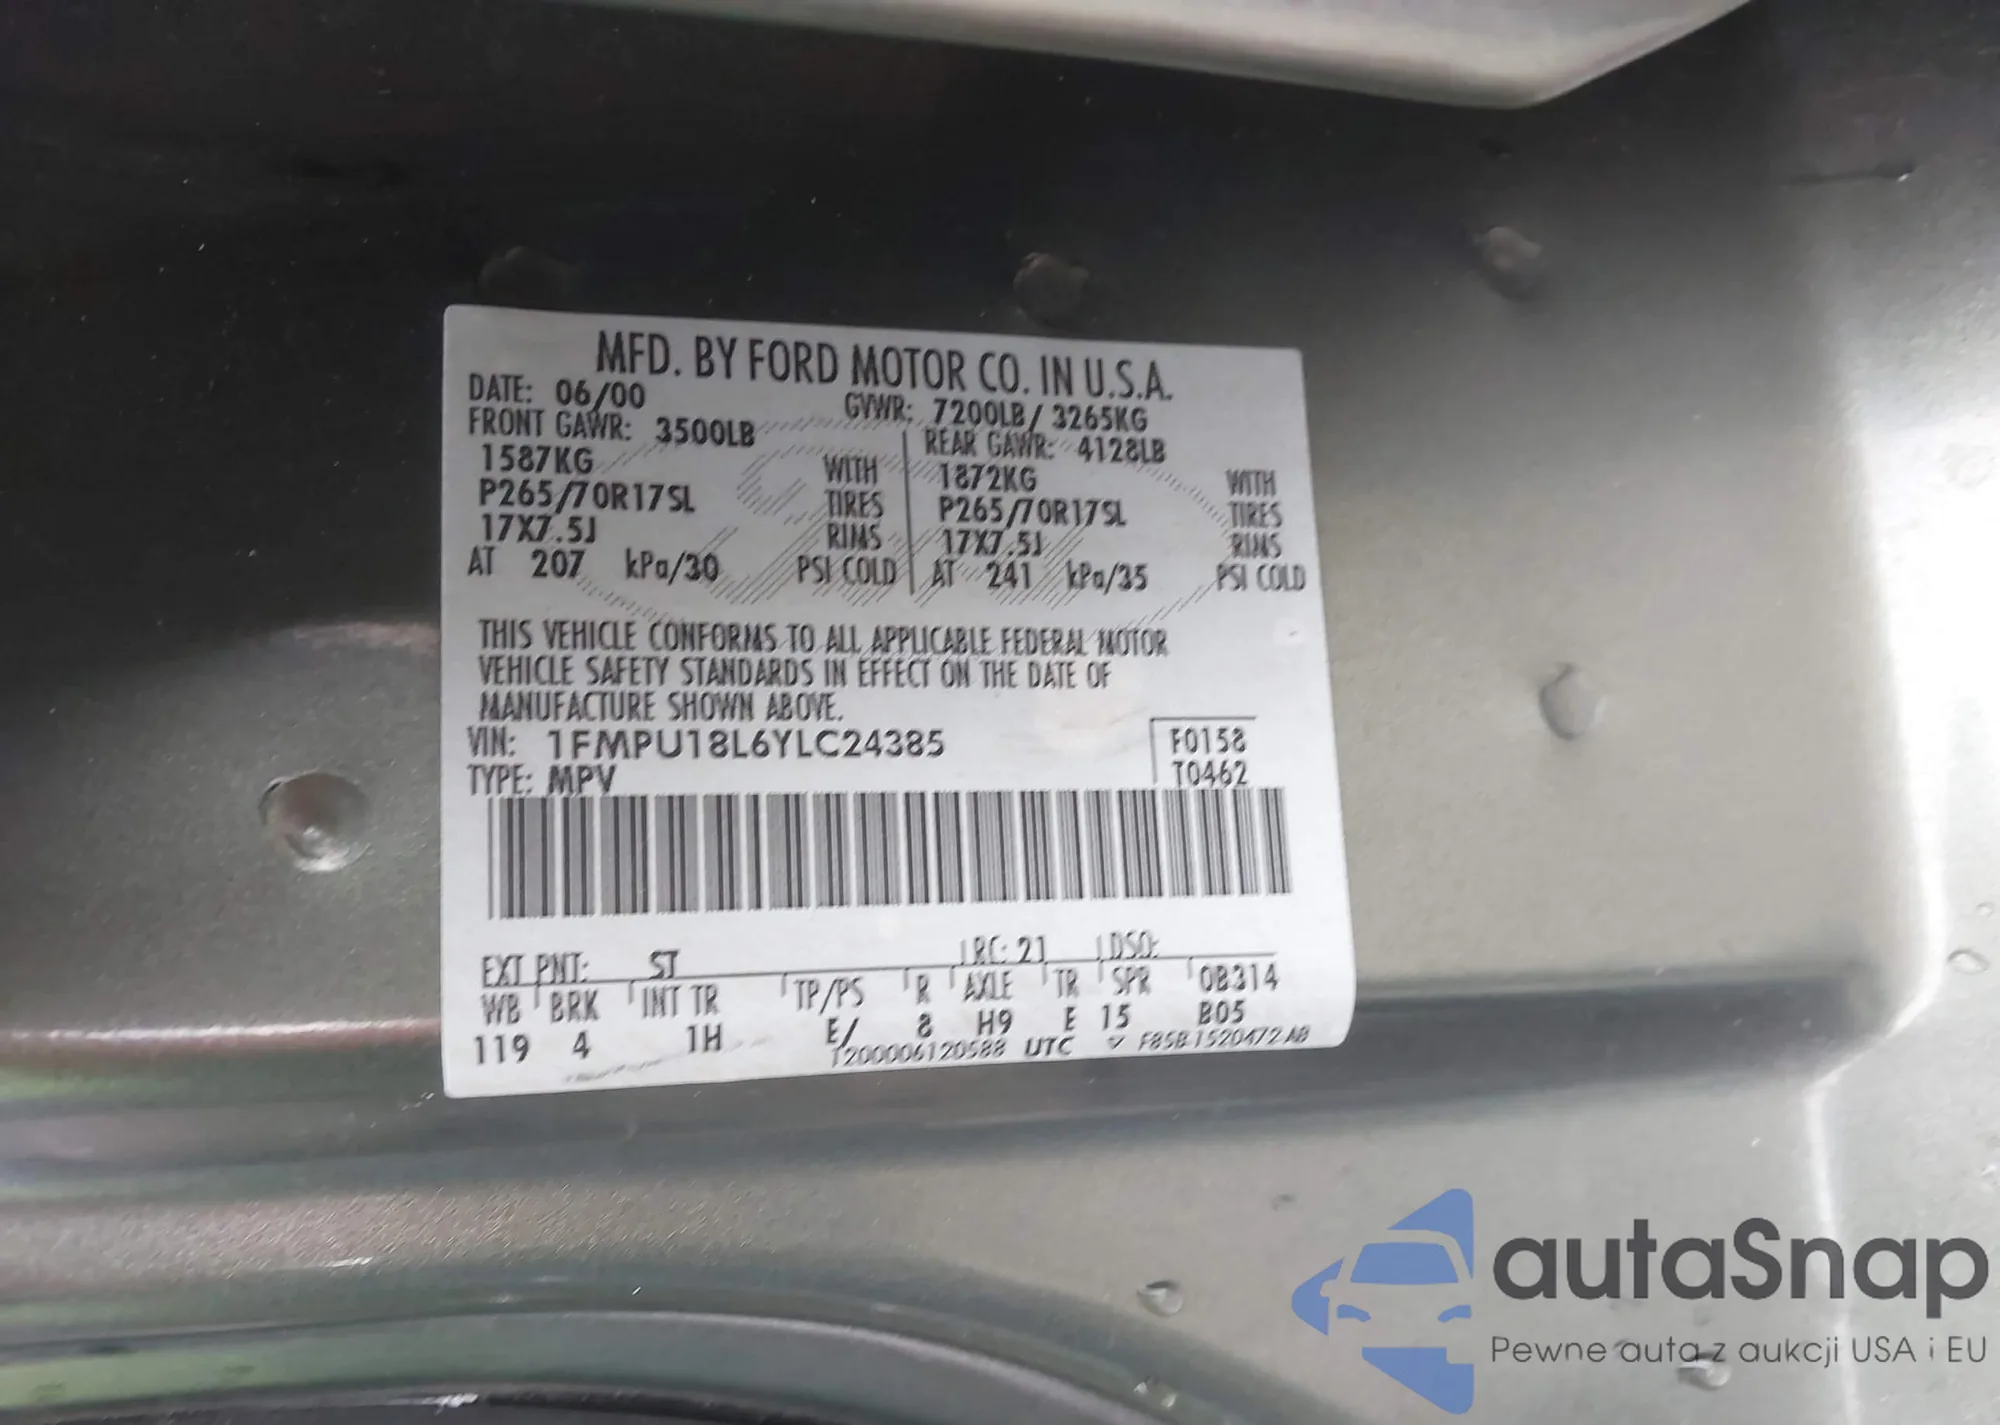 MFD. BY FORD MOTOR CO. IN U.S.A.
DATE: 06/00 GVWR: 7200LB/ 3265KG
FRONT GAWR: 3500LB REAR GAWR: 4128LB
1587KG WITH 1872KG WITH
P265/70R17SL TIRES P265/70R17SL TIRES
17X7.5J RIMS 17X7.5J RIMS
AT 207 kPa/30 PSI COLD AT 241 kPa/35 PSI COLD
THIS VEHICLE CONFORMS TO ALL APPLICABLE FEDERAL MOTOR
VEHICLE SAFETY STANDARDS IN EFFECT ON THE DATE OF
MANUFACTURE SHOWN ABOVE.
VIN: 1FMPU18L6YLC24385 F0158
TYPE: MPV T0462
EXT PNT: ST RC: 21 DSO:
WB BRK INT TR TP/PS R AXLE TR SPR 0B314
119 4 1H E/ 8 H9 E 15 B05
T200006120588 UTC F85B-1520472-AB
autaSnap
Pewne auta z aukcji USA i EU